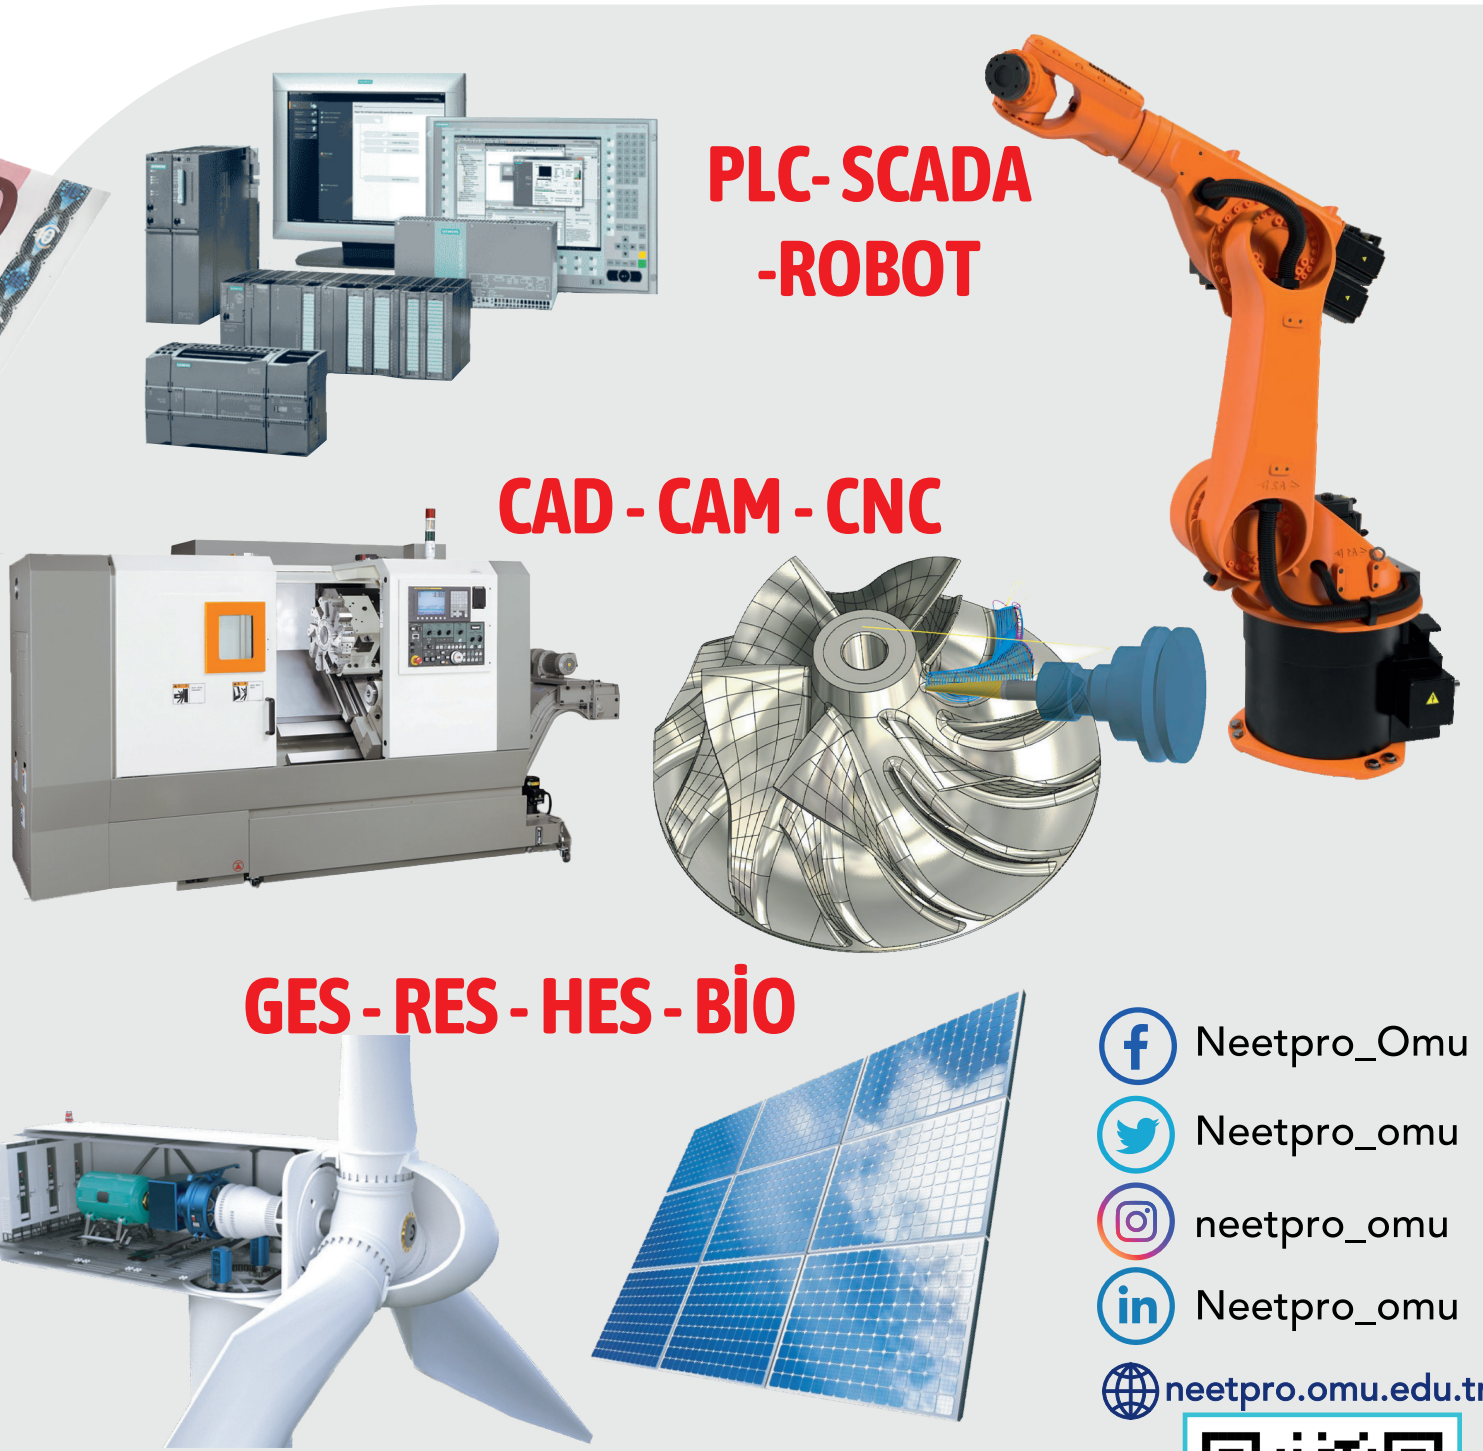 PLC- SCADA
-ROBOT
CAD - CAM - CNC
GES - RES - HES - BİO
Neetpro_Omu
Neetpro_omu
neetpro_omu
Neetpro_omu
neetpro.omu.edu.tr